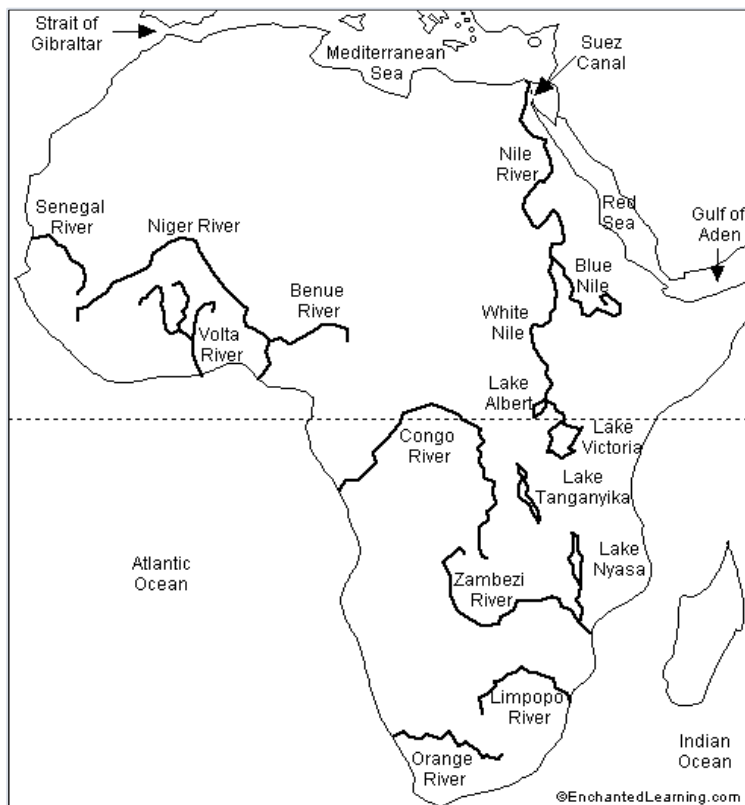 Strait of
Gibraltar
Mediterranean
Sea
Suez
Canal
Nile
River
Red
Sea
Gulf of
Aden
Senegal
River
Niger River
Blue
Nile
Benue
River
White
Nile
Volta
River
Lake
Albert
Congo
River
Lake
Victoria
Lake
Tanganyika
Atlantic
Ocean
Lake
Nyasa
Zambezi
River
Limpopo
River
Orange
River
Indian
Ocean
©EnchantedLearning.com